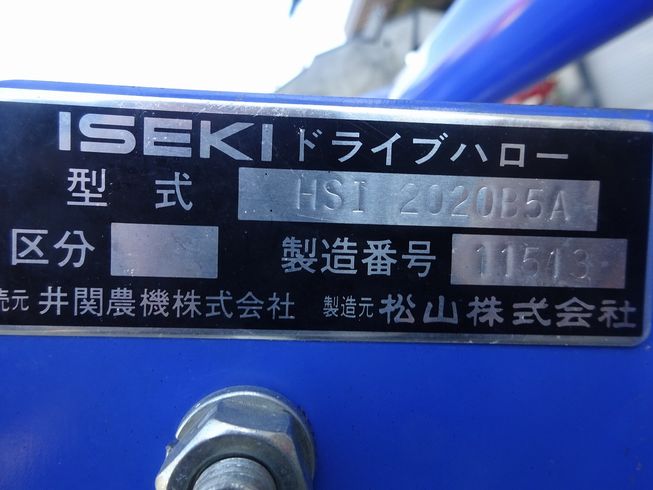 ISEKI ドライブハロー
型式 HSI 2020B5A
区分 製造番号 11513
売元 井関農機株式会社 製造元 松山株式会社